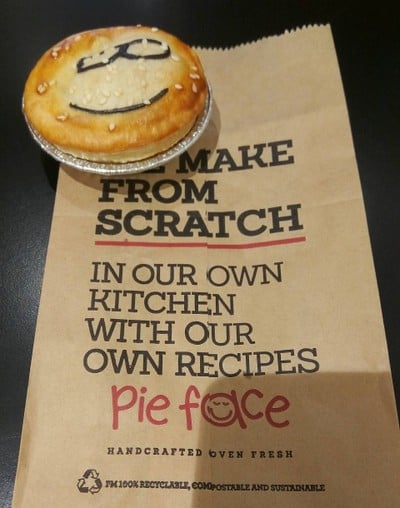 MAKE
FROM
SCRATCH
IN OUR OWN
KITCHEN
WITH OUR
OWN RECIPES
Pie face
HANDCRAFTED OVEN FRESH
I'M 100% RECYCLABLE, COMPOSTABLE AND SUSTAINABLE